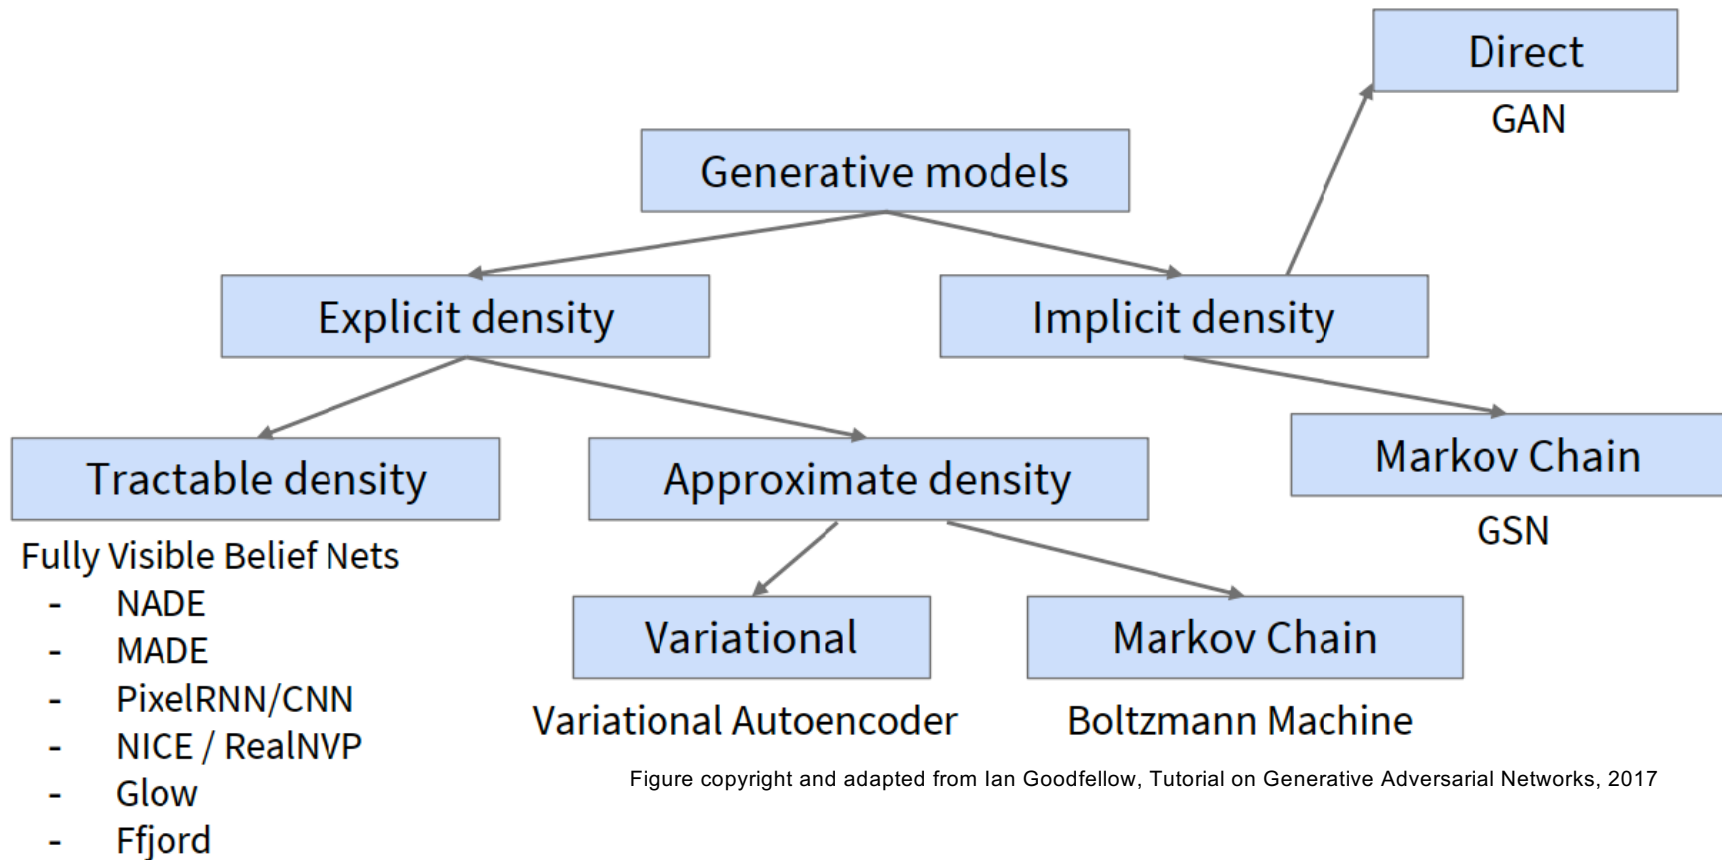 Direct
GAN
Generative models
Explicit density
Implicit density
Tractable density
Approximate density
Markov Chain
GSN
Fully Visible Belief Nets
- NADE
- MADE
- PixelRNN/CNN
- NICE / RealNVP
- Glow
- Ffjord
Variational
Markov Chain
Variational Autoencoder
Boltzmann Machine
Figure copyright and adapted from Ian Goodfellow, Tutorial on Generative Adversarial Networks, 2017